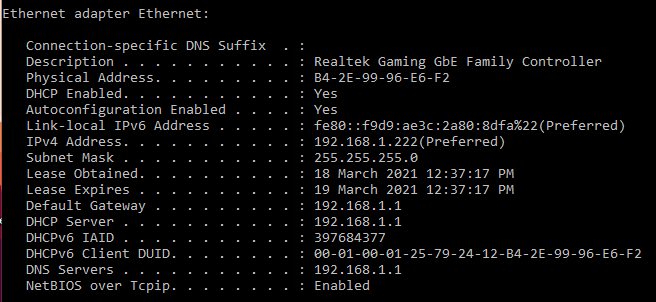 Ethernet adapter Ethernet:
Connection-specific DNS Suffix . :
Description . . . . . . . . . . . : Realtek Gaming GbE Family Controller
Physical Address. . . . . . . . . : B4-2E-99-96-E6-F2
DHCP Enabled. . . . . . . . . . . : Yes
Autoconfiguration Enabled . . . . : Yes
Link-local IPv6 Address . . . . . : fe80::f9d9:ae3c:2a80:8dfa%22(Preferred)
IPv4 Address. . . . . . . . . . . : 192.168.1.222(Preferred)
Subnet Mask . . . . . . . . . . . : 255.255.255.0
Lease Obtained. . . . . . . . . . : 18 March 2021 12:37:17 PM
Lease Expires . . . . . . . . . . : 19 March 2021 12:37:17 PM
Default Gateway . . . . . . . . . : 192.168.1.1
DHCP Server . . . . . . . . . . . : 192.168.1.1
DHCPv6 IAID . . . . . . . . . . . : 397684377
DHCPv6 Client DUID. . . . . . . . : 00-01-00-01-25-79-24-12-B4-2E-99-96-E6-F2
DNS Servers . . . . . . . . . . . : 192.168.1.1
NetBIOS over Tcpip. . . . . . . . : Enabled